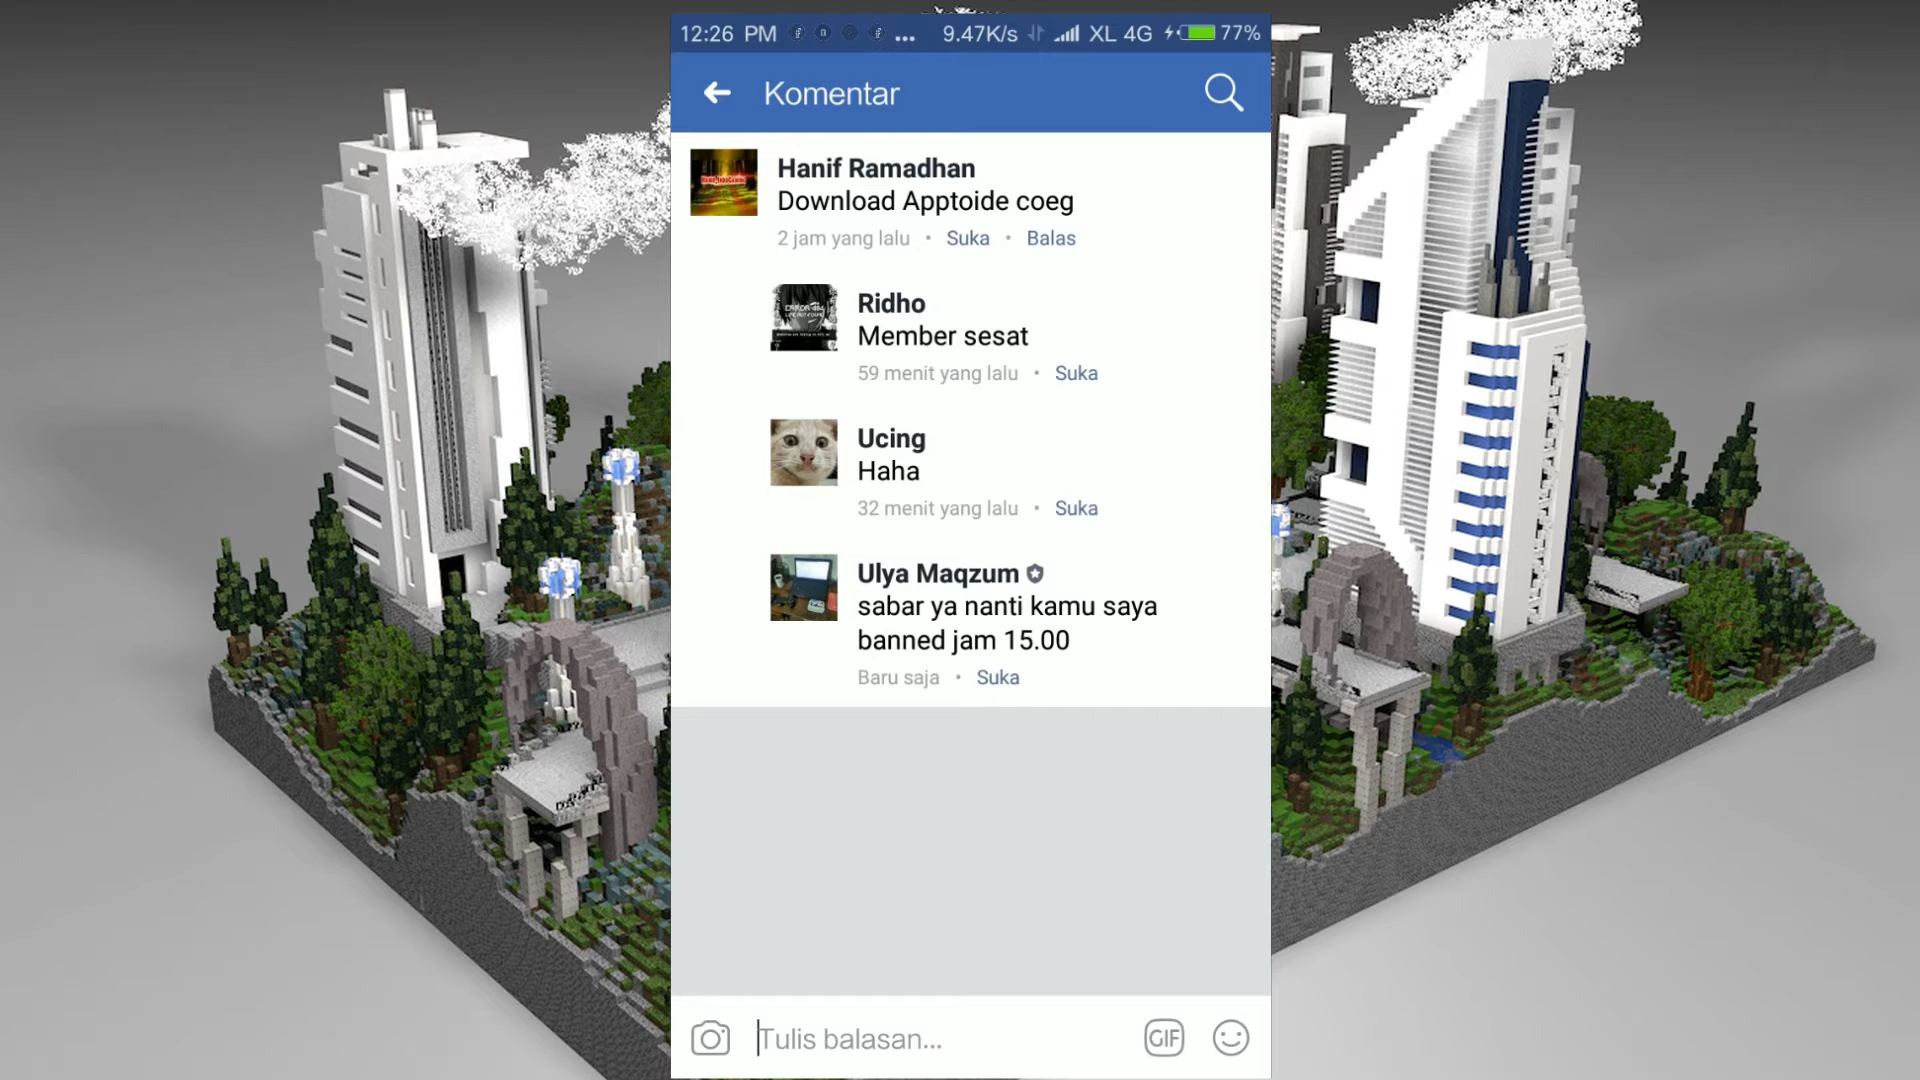 12:26 PM ... 9.47K/s XL 4G 77%
Komentar
Hanif Ramadhan
Download Apptoide coeg
2 jam yang lalu • Suka • Balas
Ridho
Member sesat
59 menit yang lalu • Suka
Ucing
Haha
32 menit yang lalu • Suka
Ulya Maqzum
sabar ya nanti kamu saya
banned jam 15.00
Baru saja • Suka
Tulis balasan...
GIF